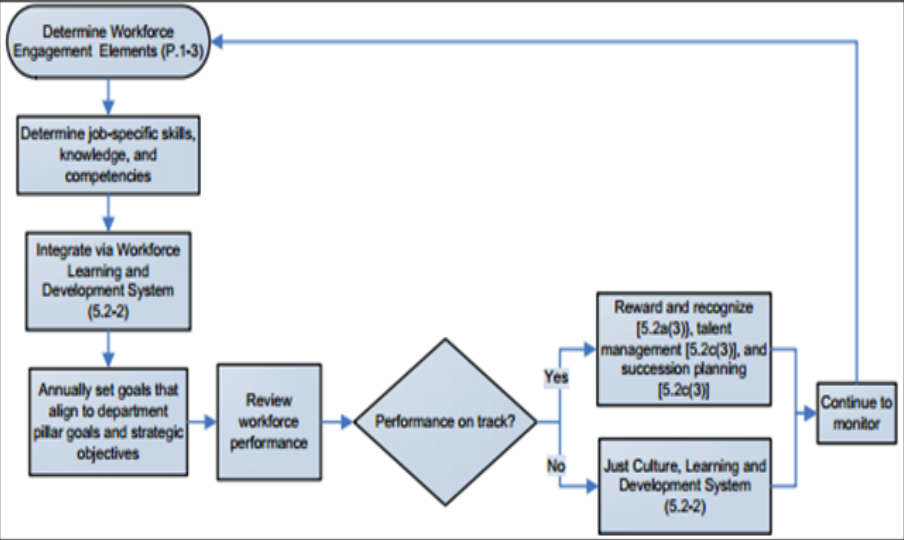 Determine Workforce
Engagement Elements (P.1-3)
Determine job-specific skills,
knowledge, and
competencies
Integrate via Workforce
Learning and
Development System
(5.2-2)
Annually set goals that
align to department
pillar goals and strategic
objectives
Review
workforce
performance
Performance on track?
Yes
Reward and recognize
[5.2a(3)}, talent
management [5.2c(3)], and
succession planning
[5.2c(3)]
No
Just Culture, Learning and
Development System
(5.2-2)
Continue to
monitor